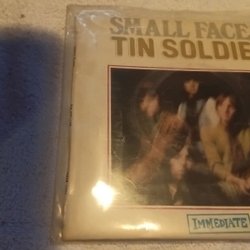 SMALL FACE
TIN SOLDIE
IMMEDIATE